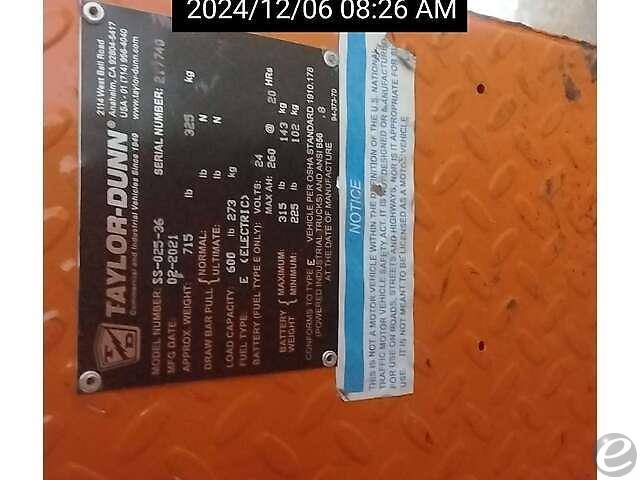 2024/12/06 08:26 AM
TAYLOR-DUNN®
Commercial and Industrial Vehicles Since 1949
2114 West Ball Road
Anaheim, CA 92804-5417
USA - 01 (714) 956-4040
www.taylor-dunn.com
MODEL NUMBER: SS-025-36 SERIAL NUMBER:
MFG DATE: 02-2021
APPROX. WEIGHT: 715 lb 325 kg
DRAW BAR PULL { NORMAL: lb N
ULTIMATE: lb N
LOAD CAPACITY: 600 lb 273 kg
FUEL TYPE: E (ELECTRIC)
BATTERY (FUEL TYPE E ONLY): VOLTS: 24
MAX AH: 260 @ 20 HRs
BATTERY WEIGHT { MAXIMUM: 315 lb 143 kg
MINIMUM: 225 lb 102 kg
CONFORMS TO TYPE E VEHICLE PER OSHA STANDARD 1910.178
(POWERED INDUSTRIAL TRUCKS) AND ANSI B56 .8
AT THE DATE OF MANUFACTURE
94-373-70
NOTICE
THIS IS NOT A MOTOR VEHICLE WITHIN THE DEFINITION OF THE U.S. NATIONAL
TRAFFIC MOTOR VEHICLE SAFETY ACT. IT IS NOT DESIGNED OR MANUFACTURED
FOR USE ON ROADS, STREETS AND HIGHWAYS NOR IS IT APPROPRIATE FOR
USE. IT IS NOT MEANT TO BE LICENSED AS A MOTOR VEHICLE
e